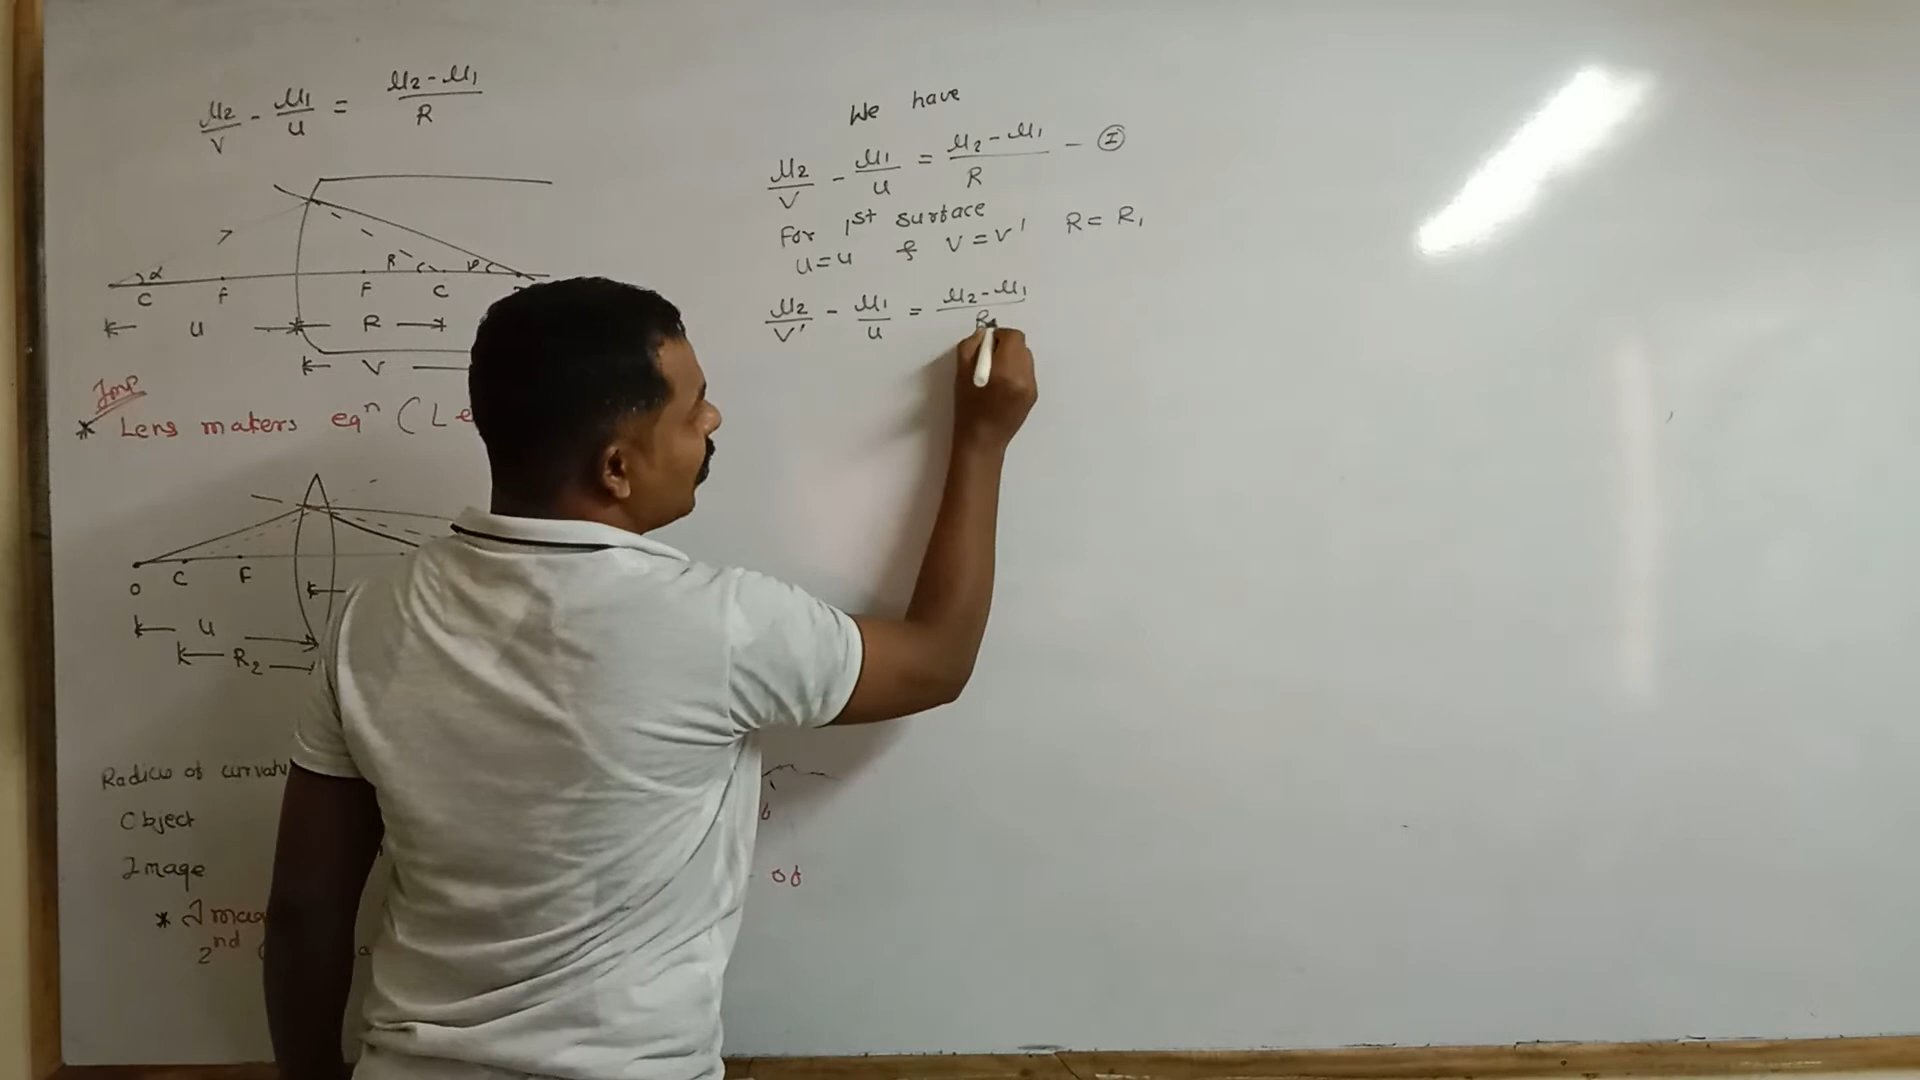 μ2/V - μ1/u = μ2-μ1/R
α
R
C F F C
u R
V
Imp
* Lens makers eqn (Le
O C F
u
R2
Radius of curvatu
Object
Image
* Imag
2nd
of
We have
μ2/V - μ1/u = μ2-μ1/R - (I)
For 1st surface
u=u & V=V' R=R1
μ2/V' - μ1/u = μ2-μ1/R